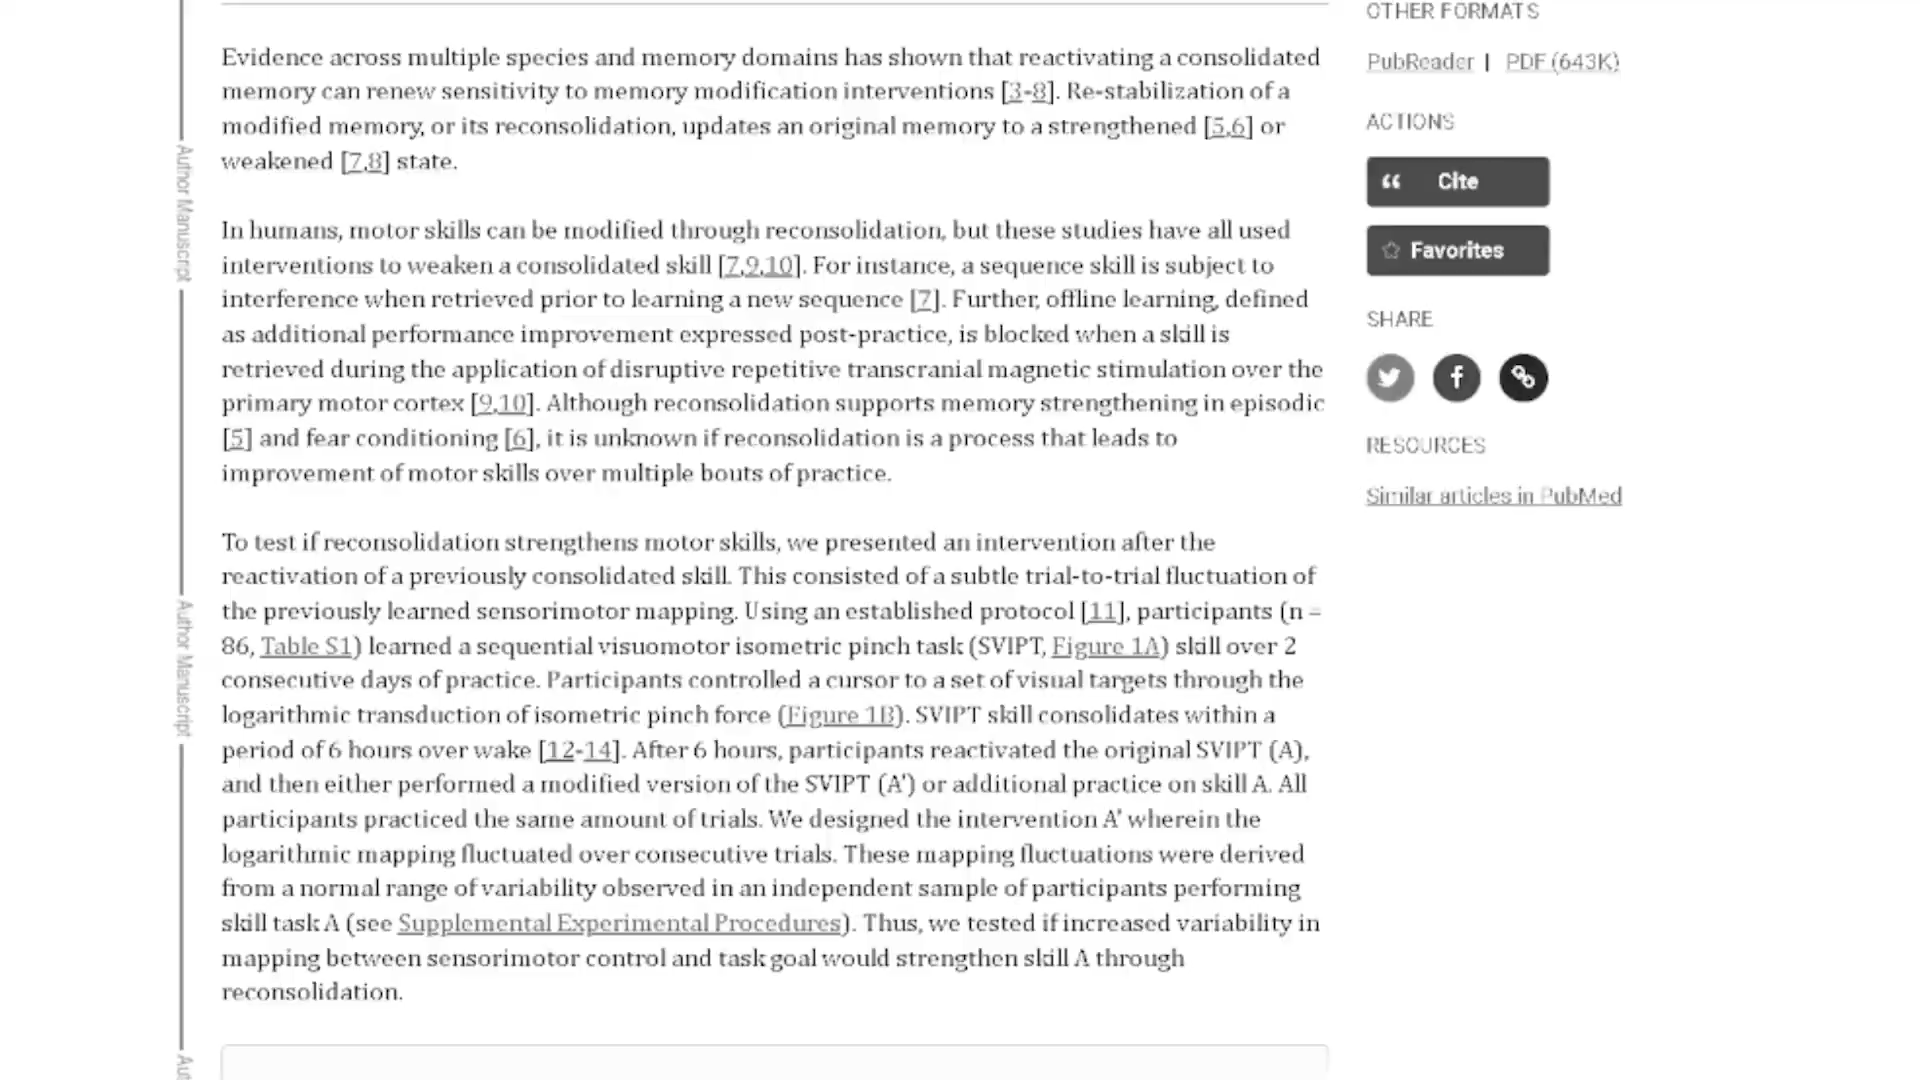 Evidence across multiple species and memory domains has shown that reactivating a consolidated
memory can renew sensitivity to memory modification interventions [3-8]. Re-stabilization of a
modified memory, or its reconsolidation, updates an original memory to a strengthened [5,6] or
weakened [7,8] state.
In humans, motor skills can be modified through reconsolidation, but these studies have all used
interventions to weaken a consolidated skill [7,9,10]. For instance, a sequence skill is subject to
interference when retrieved prior to learning a new sequence [7]. Further, offline learning, defined
as additional performance improvement expressed post-practice, is blocked when a skill is
retrieved during the application of disruptive repetitive transcranial magnetic stimulation over the
primary motor cortex [9,10]. Although reconsolidation supports memory strengthening in episodic
[5] and fear conditioning [6], it is unknown if reconsolidation is a process that leads to
improvement of motor skills over multiple bouts of practice.
To test if reconsolidation strengthens motor skills, we presented an intervention after the
reactivation of a previously consolidated skill. This consisted of a subtle trial-to-trial fluctuation of
the previously learned sensorimotor mapping. Using an established protocol [11], participants (n =
86, Table S1) learned a sequential visuomotor isometric pinch task (SVIPT, Figure 1A) skill over 2
consecutive days of practice. Participants controlled a cursor to a set of visual targets through the
logarithmic transduction of isometric pinch force (Figure 1B). SVIPT skill consolidates within a
period of 6 hours over wake [12-14]. After 6 hours, participants reactivated the original SVIPT (A),
and then either performed a modified version of the SVIPT (A') or additional practice on skill A. All
participants practiced the same amount of trials. We designed the intervention A' wherein the
logarithmic mapping fluctuated over consecutive trials. These mapping fluctuations were derived
from a normal range of variability observed in an independent sample of participants performing
skill task A (see Supplemental Experimental Procedures). Thus, we tested if increased variability in
mapping between sensorimotor control and task goal would strengthen skill A through
reconsolidation.
Author Manuscript
Author Manuscript
Aut
OTHER FORMATS
PubReader | PDF (643K)
ACTIONS
Cite
Favorites
SHARE
RESOURCES
Similar articles in PubMed